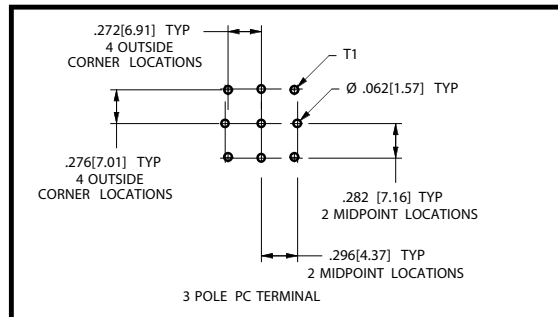 .272[6.91] TYP
4 OUTSIDE
CORNER LOCATIONS
T1
Ø .062[1.57] TYP
.276[7.01] TYP
4 OUTSIDE
CORNER LOCATIONS
.282 [7.16] TYP
2 MIDPOINT LOCATIONS
.296[4.37] TYP
2 MIDPOINT LOCATIONS
3 POLE PC TERMINAL